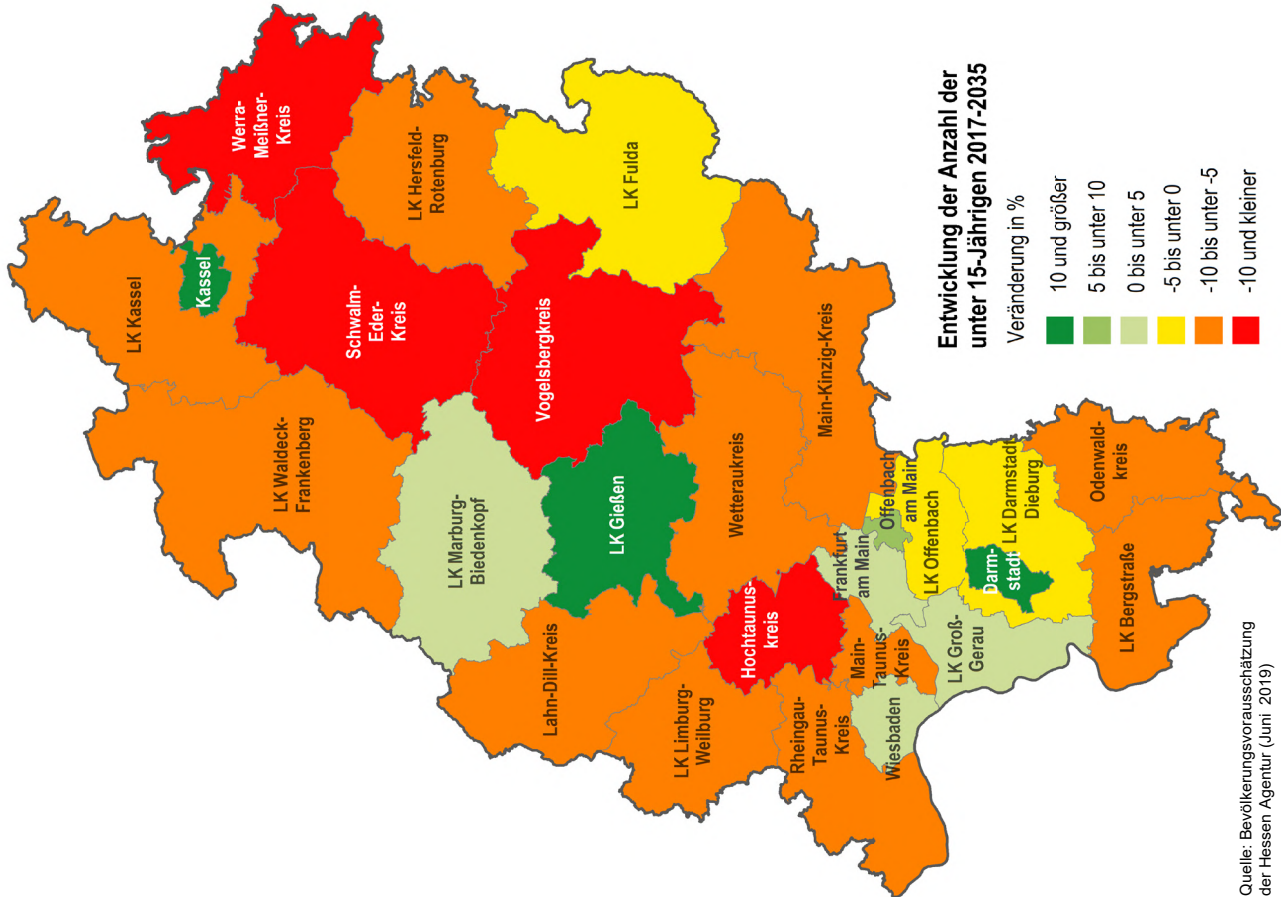 LK Kassel
Kassel
Werra-
Meißner-
Kreis
LK Waldeck-
Frankenberg
Schwalm-
Eder-
Kreis
LK Hersfeld-
Rotenburg
LK Marburg-
Biedenkopf
Vogelsbergkreis
LK Fulda
Lahn-Dill-Kreis
LK Gießen
LK Limburg-
Weilburg
Wetteraukreis
Hochtaunus-
kreis
Main-Kinzig-Kreis
Rheingau-
Taunus-
Kreis
Main-
Taunus-
Kreis
Frankfurt
am Main
Offenbach
am Main
Wiesbaden
LK Offenbach
LK Groß-
Gerau
Darm-
stadt
LK Darmstadt-
Dieburg
LK Bergstraße
Odenwald-
kreis
Entwicklung der Anzahl der
unter 15-Jährigen 2017-2035
Veränderung in %
10 und größer
5 bis unter 10
0 bis unter 5
-5 bis unter 0
-10 bis unter -5
-10 und kleiner
Quelle: Bevölkerungsvorausschätzung
der Hessen Agentur (Juni 2019)